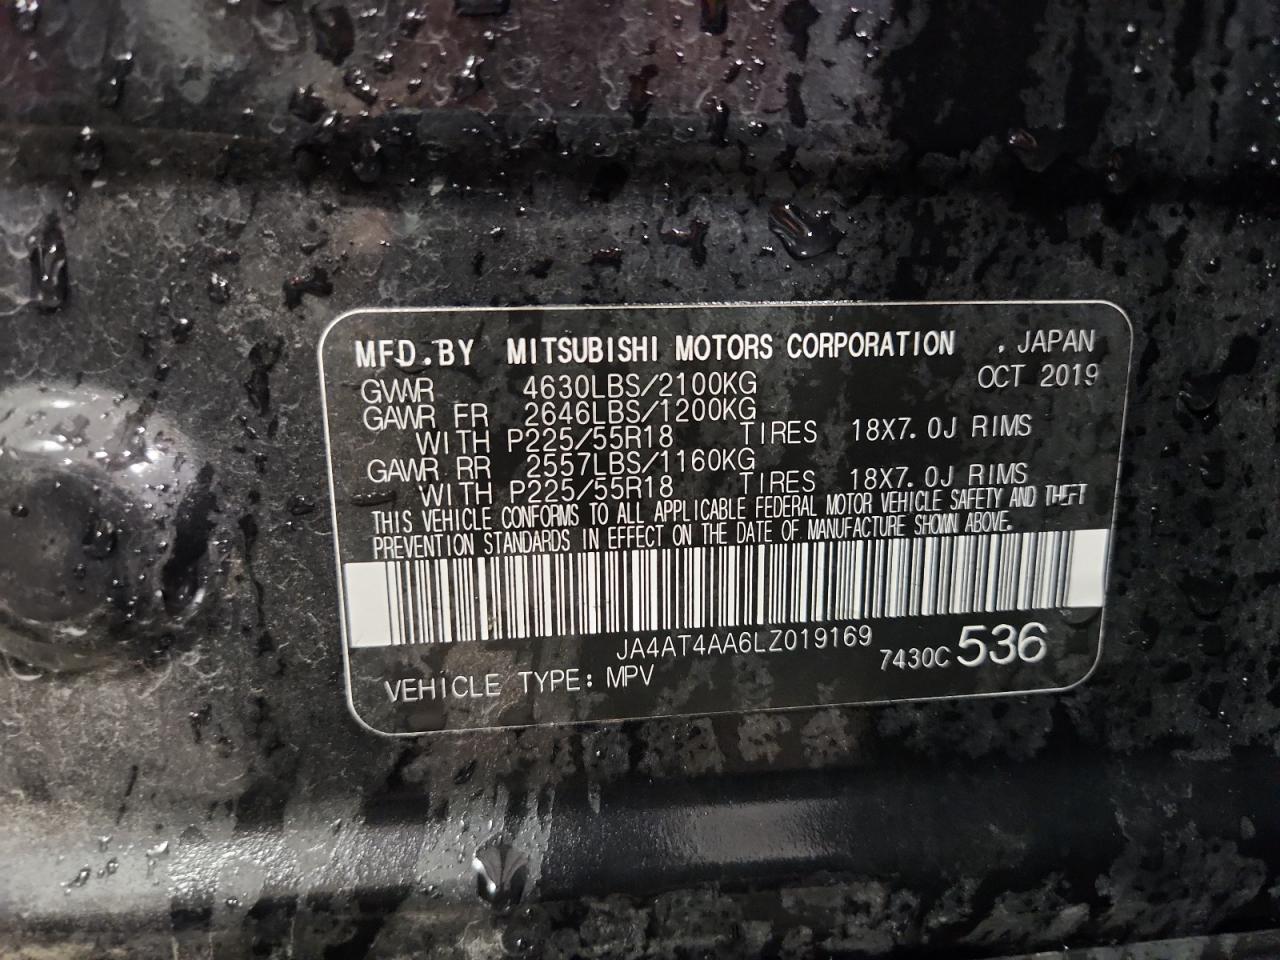 MFD.BY MITSUBISHI MOTORS CORPORATION , JAPAN
GVWR 4630LBS/2100KG OCT 2019
GAWR FR 2646LBS/1200KG
WITH P225/55R18 TIRES 18X7.0J RIMS
GAWR RR 2557LBS/1160KG
WITH P225/55R18 TIRES 18X7.0J RIMS
THIS VEHICLE CONFORMS TO ALL APPLICABLE FEDERAL MOTOR VEHICLE SAFETY AND THEFT
PREVENTION STANDARDS IN EFFECT ON THE DATE OF MANUFACTURE SHOWN ABOVE.
JA4AT4AA6LZ019169 7430C 536
VEHICLE TYPE: MPV